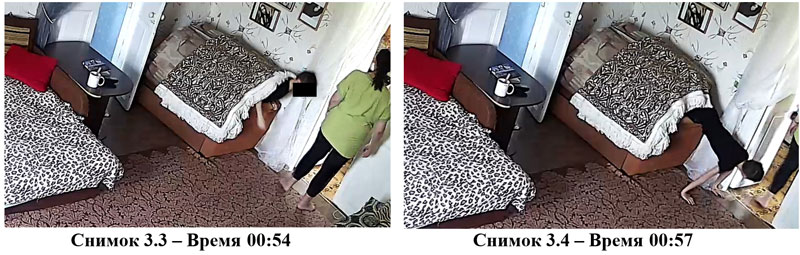 Снимок 3.3 – Время 00:54
Снимок 3.4 – Время 00:57